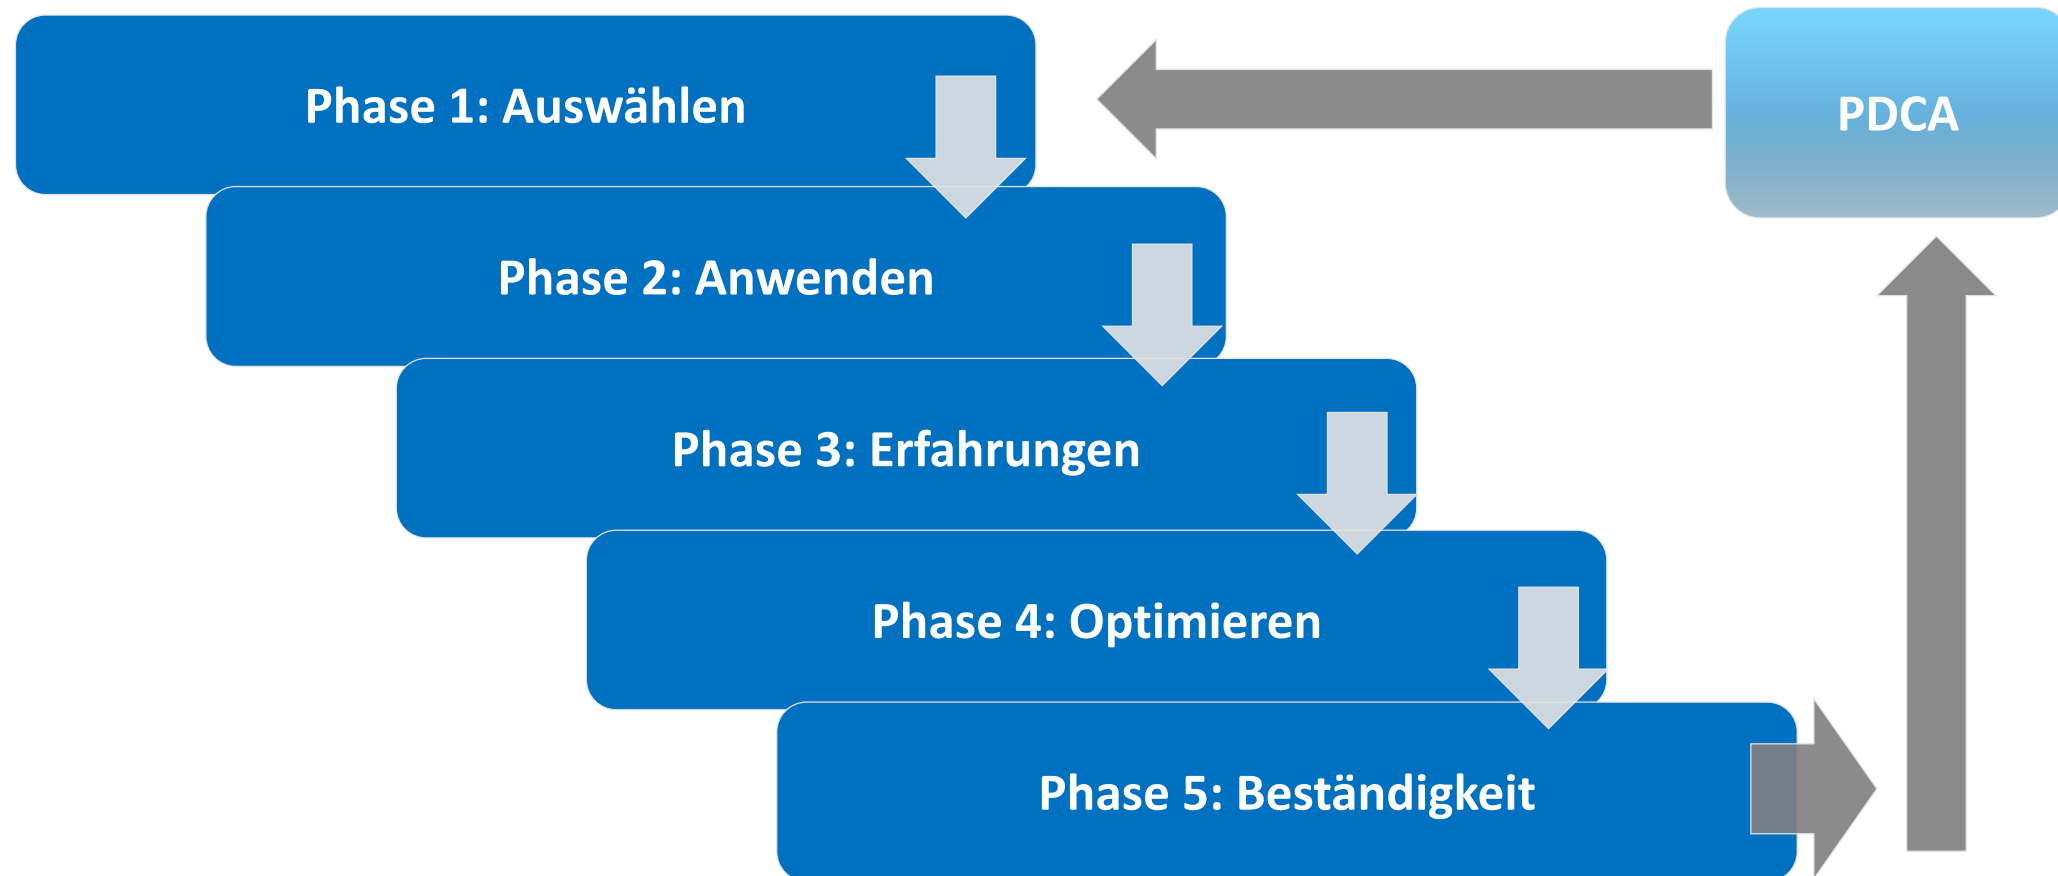 Phase 1: Auswählen
PDCA
Phase 2: Anwenden
Phase 3: Erfahrungen
Phase 4: Optimieren
Phase 5: Beständigkeit